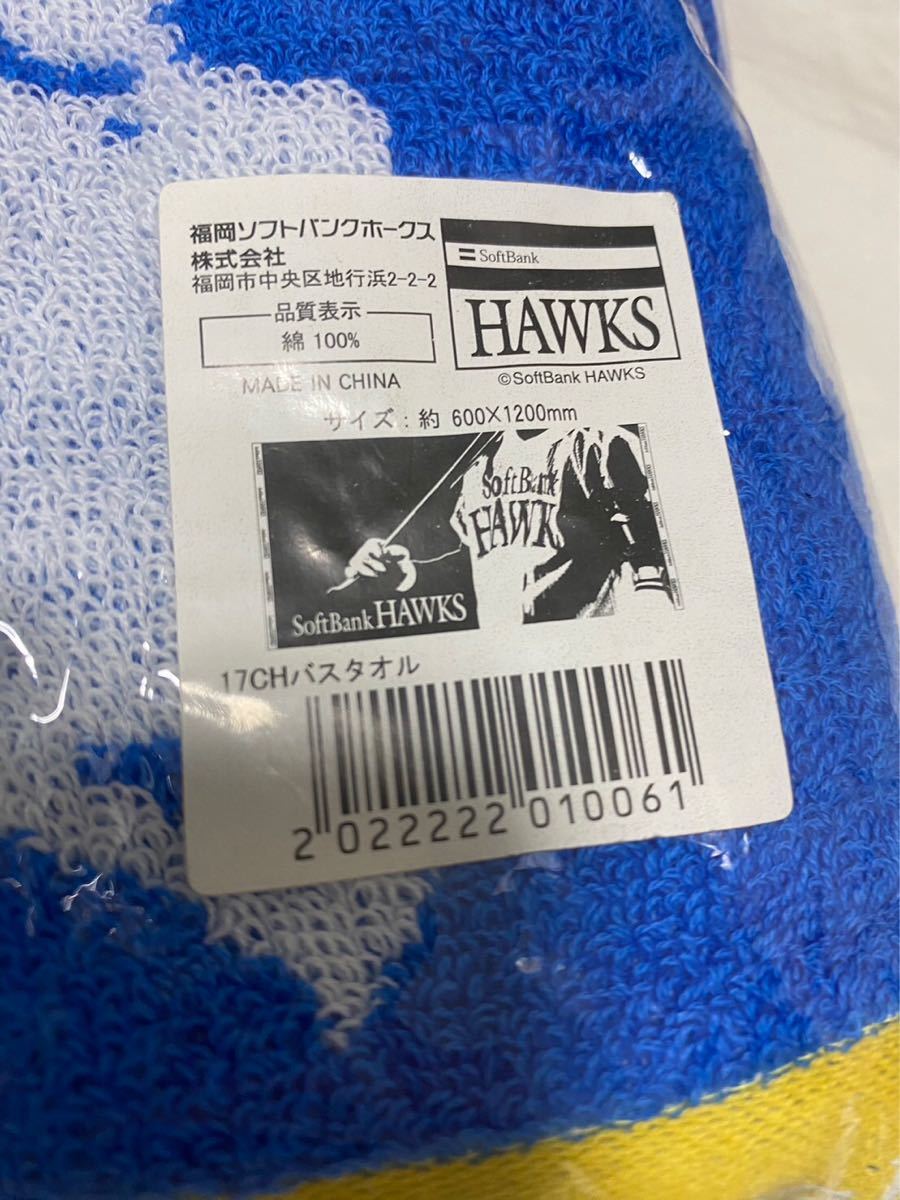 福岡ソフトバンクホークス
株式会社
福岡市中央区地行浜2-2-2
品質表示
綿 100%
MADE IN CHINA
SoftBank
HAWKS
©SoftBank HAWKS
サイズ：約 600×1200mm
SoftBank
HAWKS
SoftBank HAWKS
17CHバスタオル
2 022222 010061